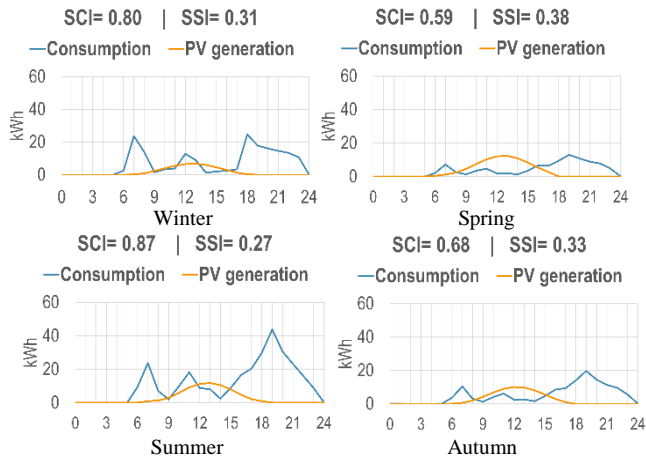 SCI= 0.80 | SSI= 0.31
Consumption PV generation
60
40
20
0
kWh
0 3 6 9 12 15 18 21 24
Winter
SCI= 0.59 | SSI= 0.38
Consumption PV generation
60
40
20
0
kWh
0 3 6 9 12 15 18 21 24
Spring
SCI= 0.87 | SSI= 0.27
Consumption PV generation
60
40
20
0
kWh
0 3 6 9 12 15 18 21 24
Summer
SCI= 0.68 | SSI= 0.33
Consumption PV generation
60
40
20
0
kWh
0 3 6 9 12 15 18 21 24
Autumn